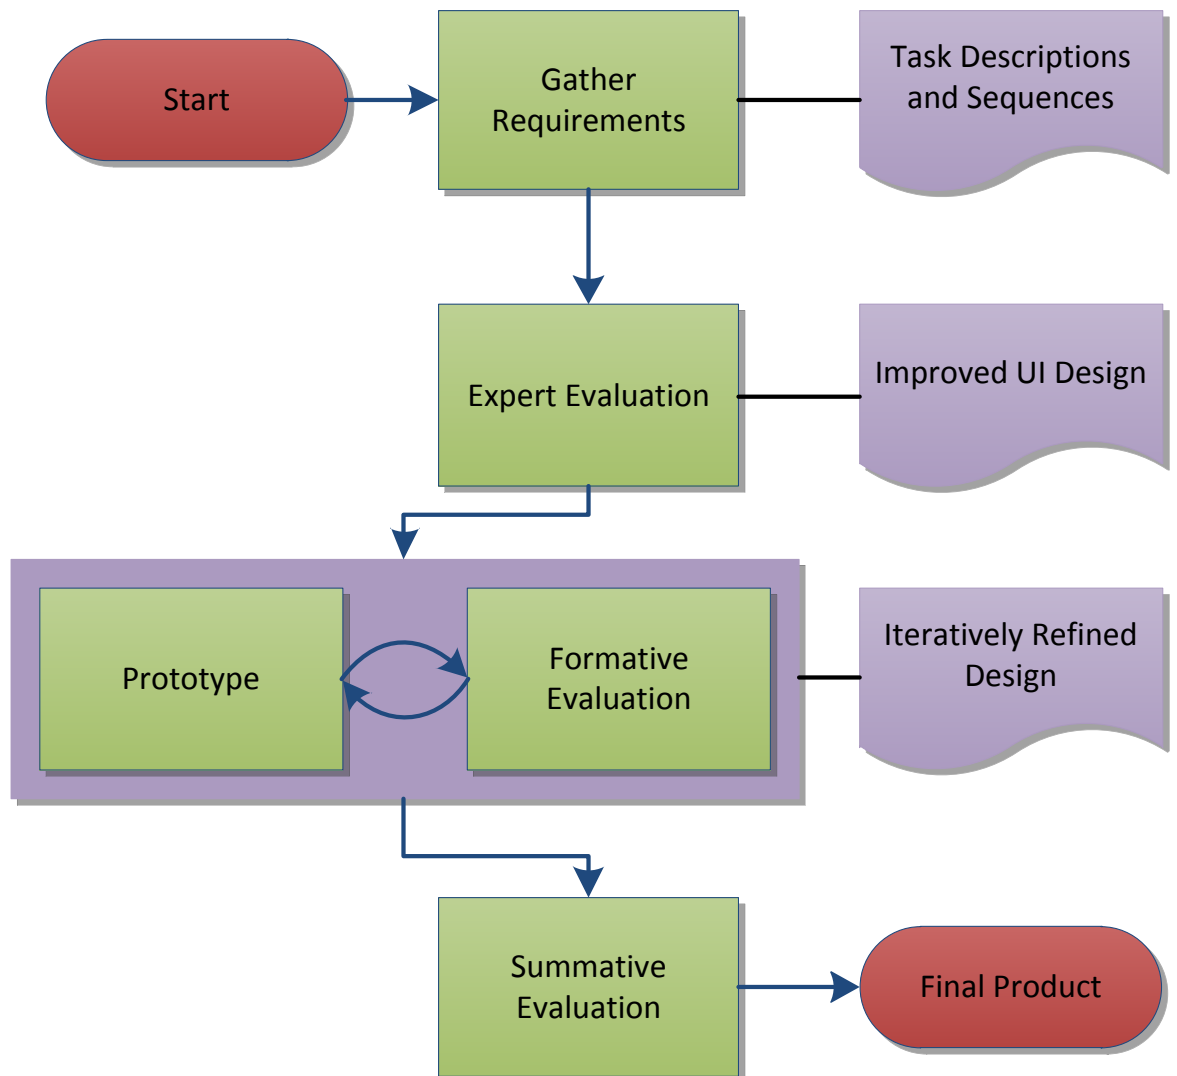 Start
Gather
Requirements
Task Descriptions
and Sequences
Expert Evaluation
Improved UI Design
Prototype
Formative
Evaluation
Iteratively Refined
Design
Summative
Evaluation
Final Product